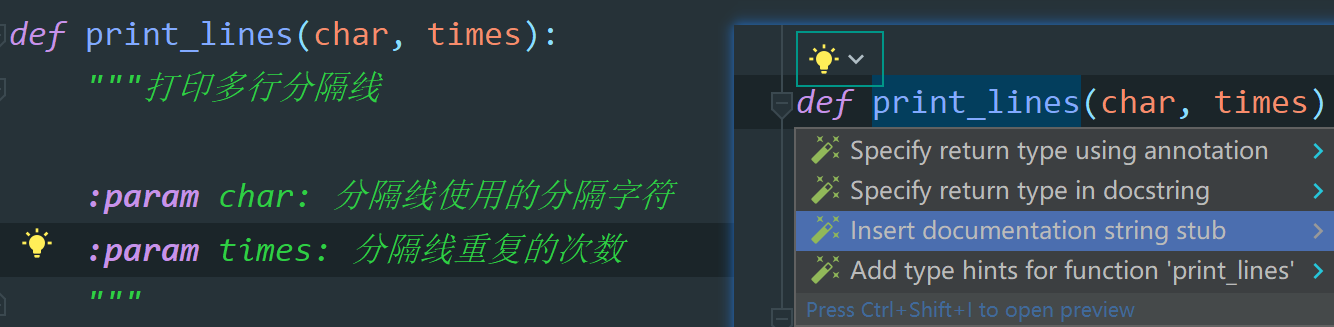 def print_lines(char, times):
"""打印多行分隔线
:param char: 分隔线使用的分隔字符
:param times: 分隔线重复的次数
"""
def print_lines(char, times)
Specify return type using annotation
Specify return type in docstring
Insert documentation string stub
Add type hints for function 'print_lines'
Press Ctrl+Shift+I to open preview